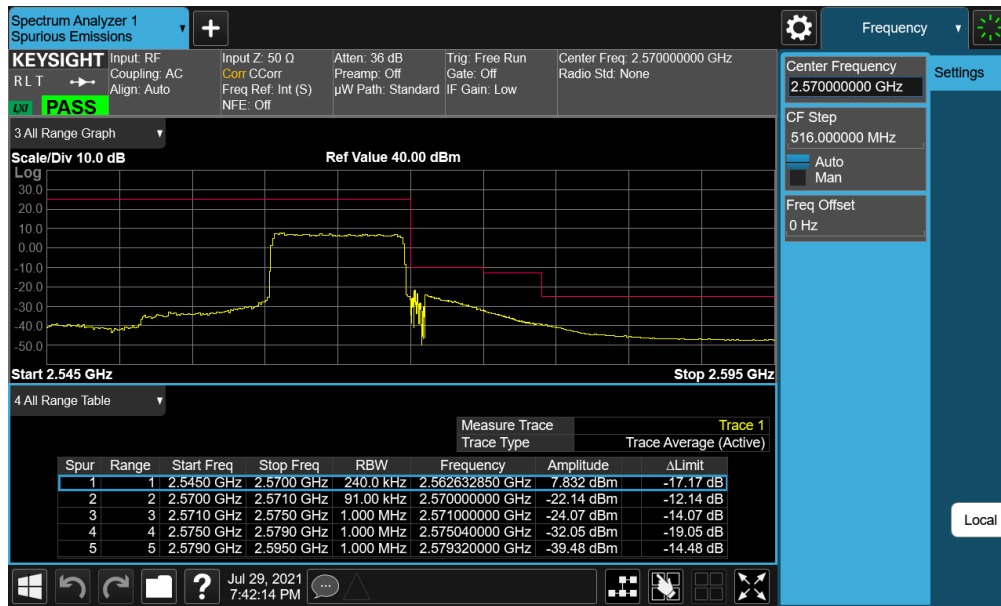 Spectrum Analyzer 1
Spurious Emissions
Frequency
KEYSIGHT
R L T
LXI
PASS
Input: RF
Coupling: AC
Align: Auto
Input Z: 50 Ω
Corr CCorr
Freq Ref: Int (S)
NFE: Off
Atten: 36 dB
Preamp: Off
µW Path: Standard
Trig: Free Run
Gate: Off
IF Gain: Low
Center Freq: 2.570000000 GHz
Radio Std: None
Center Frequency
2.570000000 GHz
Settings
CF Step
516.000000 MHz
Auto
Man
Freq Offset
0 Hz
3 All Range Graph
Scale/Div 10.0 dB
Ref Value 40.00 dBm
Log
30.0
20.0
10.0
0.00
-10.0
-20.0
-30.0
-40.0
-50.0
Start 2.545 GHz
Stop 2.595 GHz
4 All Range Table
Measure Trace Trace 1
Trace Type Trace Average (Active)
Spur Range Start Freq Stop Freq RBW Frequency Amplitude ΔLimit
1 1 2.5450 GHz 2.5700 GHz 240.0 kHz 2.562632850 GHz 7.832 dBm -17.17 dB
2 2 2.5700 GHz 2.5710 GHz 91.00 kHz 2.570000000 GHz -22.14 dBm -12.14 dB
3 3 2.5710 GHz 2.5750 GHz 1.000 MHz 2.571000000 GHz -24.07 dBm -14.07 dB
4 4 2.5750 GHz 2.5790 GHz 1.000 MHz 2.575040000 GHz -32.05 dBm -19.05 dB
5 5 2.5790 GHz 2.5950 GHz 1.000 MHz 2.579320000 GHz -39.48 dBm -14.48 dB
Local
?
Jul 29, 2021
7:42:14 PM